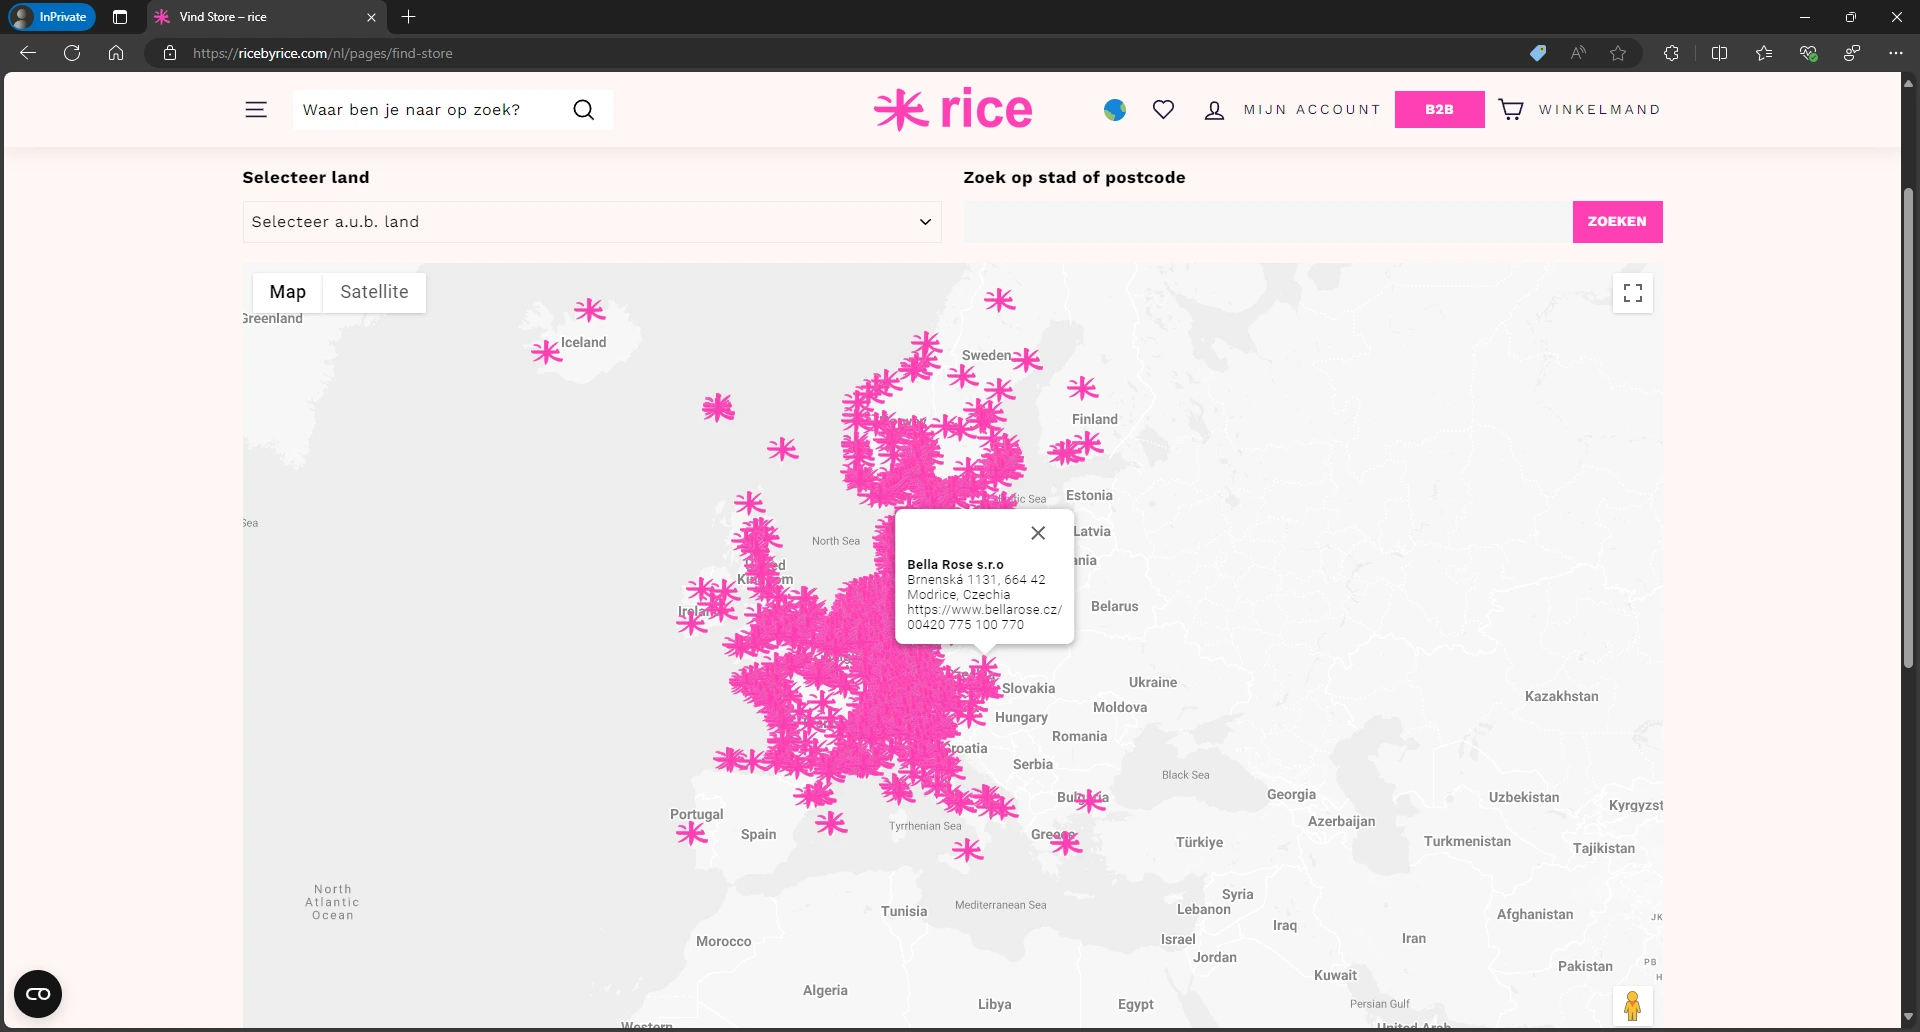 InPrivate
Vind Store – rice
https://ricebyrice.com/nl/pages/find-store
Waar ben je naar op zoek?
rice
MIJN ACCOUNT
B2B
WINKELMAND
Selecteer land
Zoek op stad of postcode
Selecteer a.u.b. land
ZOEKEN
Map
Satellite
Greenland
Iceland
Sweden
Finland
Sea
Estonia
North Sea
Latvia
Bella Rose s.r.o
Brnenská 1131, 664 42
Modrice, Czechia
https://www.bellarose.cz/
00420 775 100 770
Belarus
Slovakia
Ukraine
Kazakhstan
Hungary
Moldova
Romania
Serbia
Black Sea
Georgia
Uzbekistan
Kyrgyzst
Portugal
Spain
Tyrrhenian Sea
Azerbaijan
Türkiye
Turkmenistan
Tajikistan
North
Atlantic
Ocean
Tunisia
Mediterranean Sea
Syria
Lebanon
Iraq
Afghanistan
JK
Morocco
Israel
Jordan
Iran
Kuwait
Pakistan
PB
H
Algeria
Libya
Egypt
Persian Gulf